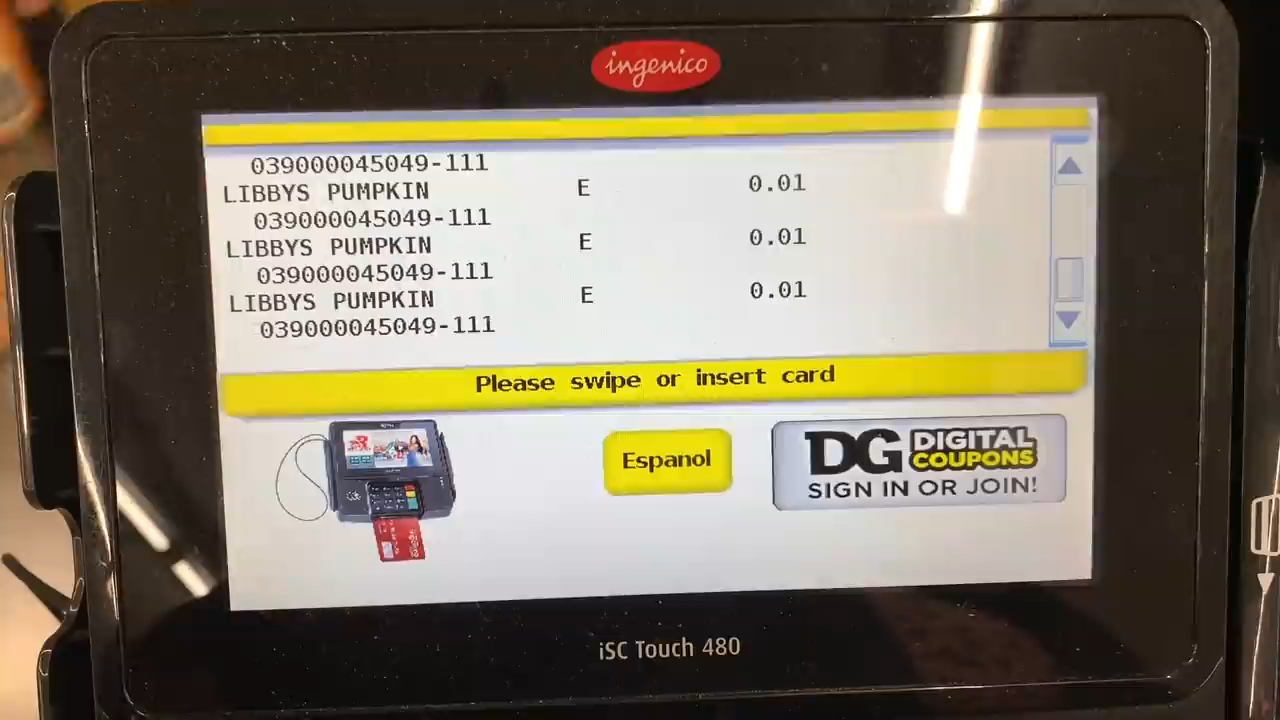 ingenico
039000045049-111
LIBBYS PUMPKIN E 0.01
039000045049-111
LIBBYS PUMPKIN E 0.01
039000045049-111
LIBBYS PUMPKIN E 0.01
039000045049-111
Please swipe or insert card
Espanol
DG DIGITAL COUPONS
SIGN IN OR JOIN!
iSC Touch 480